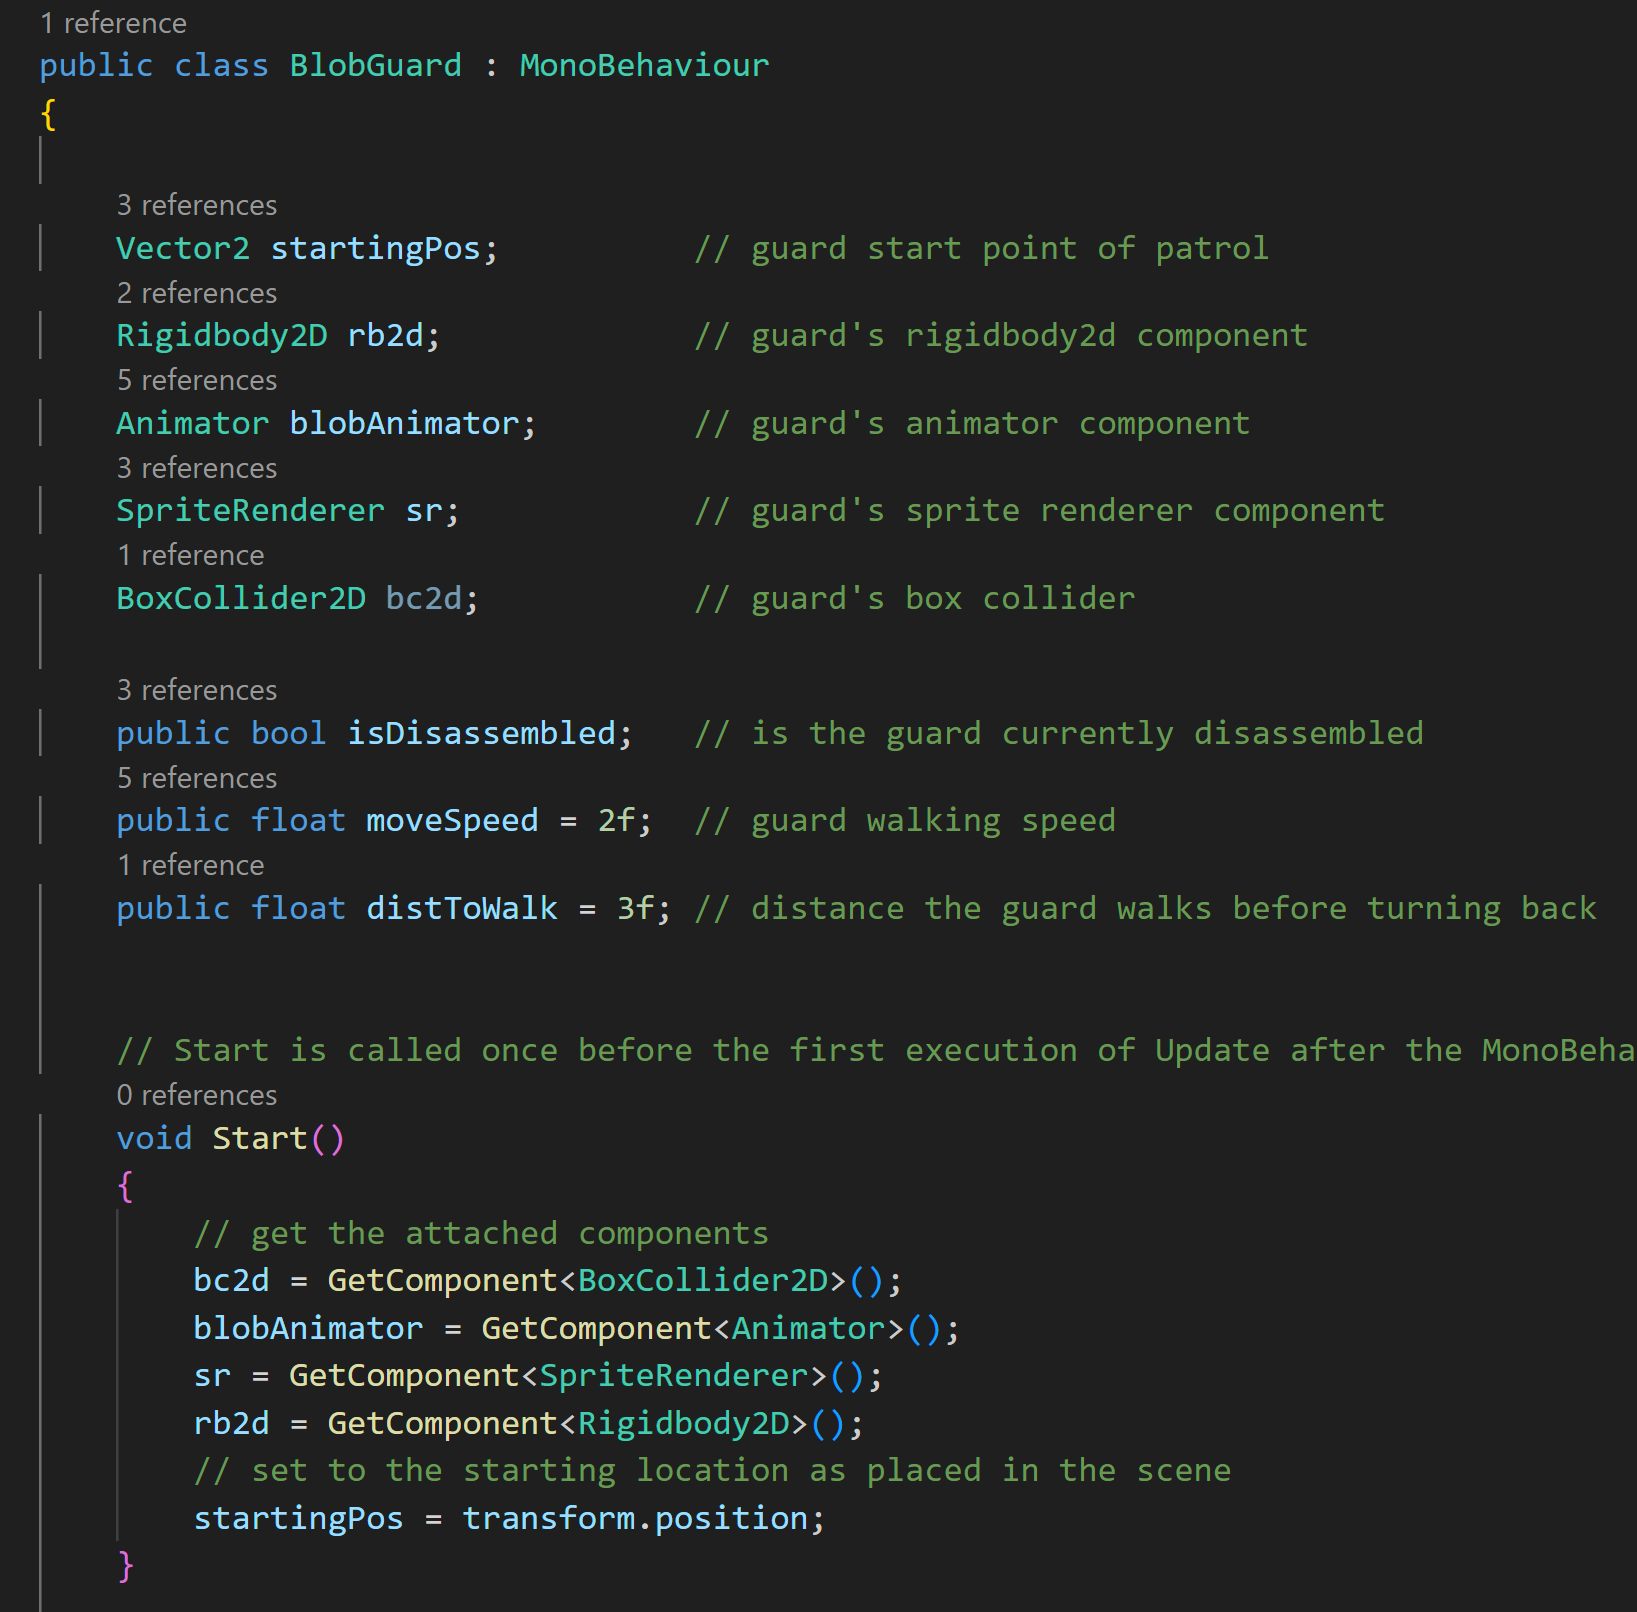 1 reference
public class BlobGuard : MonoBehaviour
{
3 references
Vector2 startingPos;          // guard start point of patrol
2 references
Rigidbody2D rb2d;             // guard's rigidbody2d component
5 references
Animator blobAnimator;        // guard's animator component
3 references
SpriteRenderer sr;            // guard's sprite renderer component
1 reference
BoxCollider2D bc2d;           // guard's box collider
3 references
public bool isDisassembled;   // is the guard currently disassembled
5 references
public float moveSpeed = 2f;  // guard walking speed
1 reference
public float distToWalk = 3f; // distance the guard walks before turning back
// Start is called once before the first execution of Update after the MonoBeha
0 references
void Start()
{
// get the attached components
bc2d = GetComponent<BoxCollider2D>();
blobAnimator = GetComponent<Animator>();
sr = GetComponent<SpriteRenderer>();
rb2d = GetComponent<Rigidbody2D>();
// set to the starting location as placed in the scene
startingPos = transform.position;
}